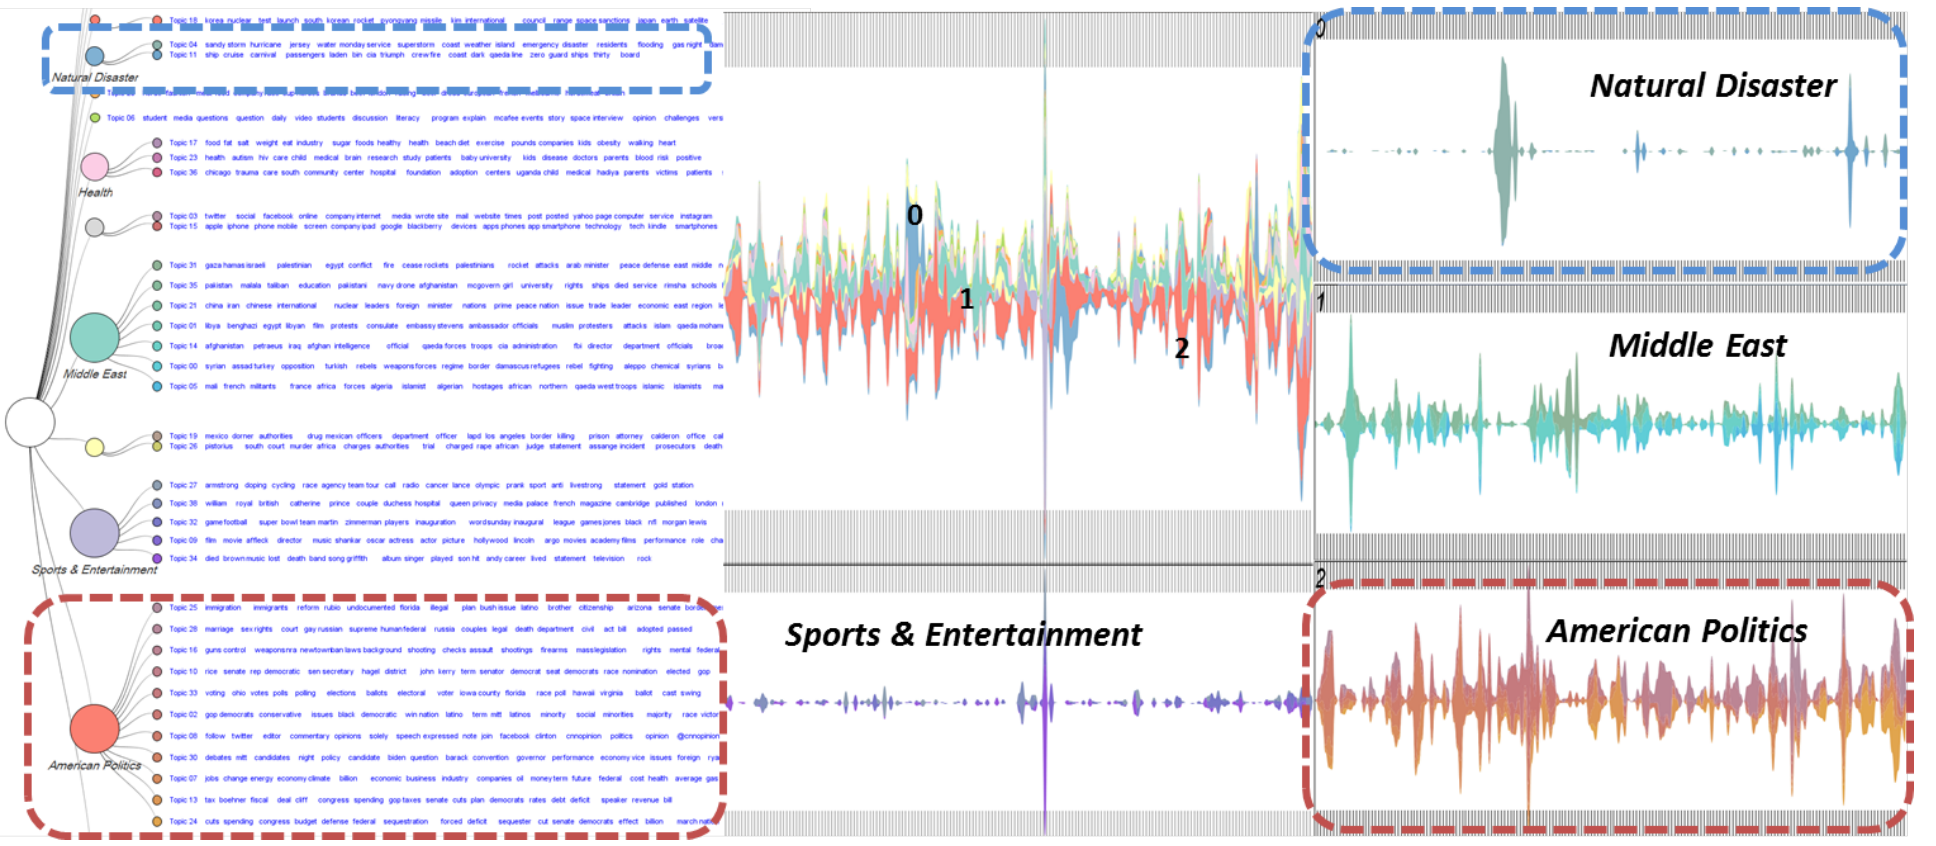 Topic 18 korea nuclear test launch south korean rocket pyongyang missile kim international council range space sanctions japan earth satellite
Topic 04 sandy storm hurricane jersey water monday service superstorm coast weather island emergency disaster residents flooding gas night dam
Topic 11 ship cruise carnival passengers laden bin cia triumph crew fire coast dark qaeda line zero guard ships thirty board
Natural Disaster
Topic 06 student media questions question daily video students discussion literacy program explain mcafee events story space interview opinion challenges vers
Topic 17 food fat salt weight eat industry sugar foods healthy health beach diet exercise pounds companies kids obesity walking heart
Topic 23 health autism hiv care child medical brain research study patients baby university kids disease doctors parents blood risk positive
Topic 36 chicago trauma care south community center hospital foundation adoption centers uganda child medical hadiya parents victims patients
Health
Topic 03 twitter social facebook online company internet media wrote site mail website times post posted yahoo page computer service instagram
Topic 15 apple iphone phone mobile screen company ipad google blackberry devices apps phones app smartphone technology tech kindle smartphones
Topic 31 gaza hamas israeli palestinian egypt conflict fire cease rockets palestinians rocket attacks arab minister peace defense east middle n
Topic 35 pakistan malala taliban education pakistani navy drone afghanistan mcgovern girl university rights ships died service rimsha schools
Topic 21 china iran chinese international nuclear leaders foreign minister nations prime peace nation issue trade leader economic east region le
Topic 01 libya benghazi egypt libyan film protests consulate embassy stevens ambassador officials muslim protesters attacks islam qaeda moham
Topic 14 afghanistan petraeus iraq afghan intelligence official qaeda forces troops cia administration fbi director department officials broa
Topic 00 syrian assad turkey opposition turkish rebels weapons forces regime border damascus refugees rebel fighting aleppo chemical syrians b
Middle East
Topic 05 mali french militants france africa forces algeria islamist algerian hostages african northern qaeda west troops islamic islamists ma
Topic 19 mexico dorner authorities drug mexican officers department officer lapd los angeles border killing prison attorney calderon office cal
Topic 26 pistorius south court murder africa charges authorities trial charged rape african judge statement assange incident prosecutors death
Topic 27 armstrong doping cycling race agency team tour call radio cancer lance olympic prank sport anti livestrong statement gold station
Topic 38 william royal british catherine prince couple duchess hospital queen privacy media palace french magazine cambridge published london
Topic 32 game football super bowl team martin zimmerman players inauguration word sunday inaugural league games jones black nfl morgan lewis
Topic 09 film movie affleck director music shankar oscar actress actor picture hollywood lincoln argo movies academy films performance role cha
Topic 34 died brown music lost death band song griffith album singer played son hit andy career lived statement television rock
Sports & Entertainment
Topic 25 immigration immigrants reform rubio undocumented florida illegal plan bush issue latino brother citizenship arizona senate border
Topic 28 marriage sex rights court gay russian supreme human federal russia couples legal death department civil act bill adopted passed
Topic 16 guns control weapons nra newtown ban laws background shooting checks assault shootings firearms mass legislation rights mental federal
Topic 10 rice senate rep democratic sen secretary hagel district john kerry term senator democrat seat democrats race nomination elected gop
Topic 33 voting ohio votes polls polling elections ballots electoral voter iowa county florida race poll hawaii virginia ballot cast swing
Topic 02 gop democrats conservative issues black democratic win nation latino term mitt latinos minority social minorities majority race victor
Topic 08 follow twitter editor commentary opinions solely speech expressed note join facebook clinton cnnopinion politics opinion @cnnopinion
Topic 30 debates mitt candidates night policy candidate biden question barack convention governor performance economy vice issues foreign rya
American Politics
Topic 07 jobs change energy economy climate billion economic business industry companies oil money term future federal cost health average gas
Topic 13 tax boehner fiscal deal cliff congress spending gop taxes senate cuts plan democrats rates debt deficit speaker revenue bill
Topic 24 cuts spending congress budget defense federal sequestration forced deficit sequester cut senate democrats effect billion march nati
0
1
2
Sports & Entertainment
0
Natural Disaster
1
Middle East
2
American Politics